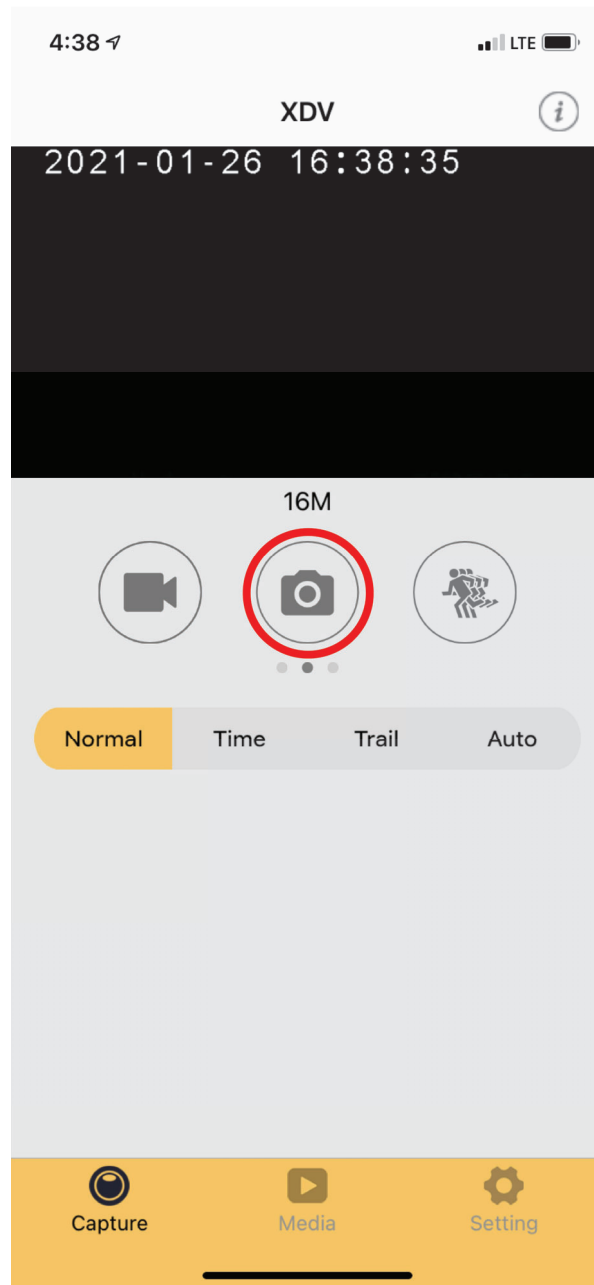 4:38 LTE
XDV
2021-01-26 16:38:35
16M
Normal Time Trail Auto
Capture Media Setting